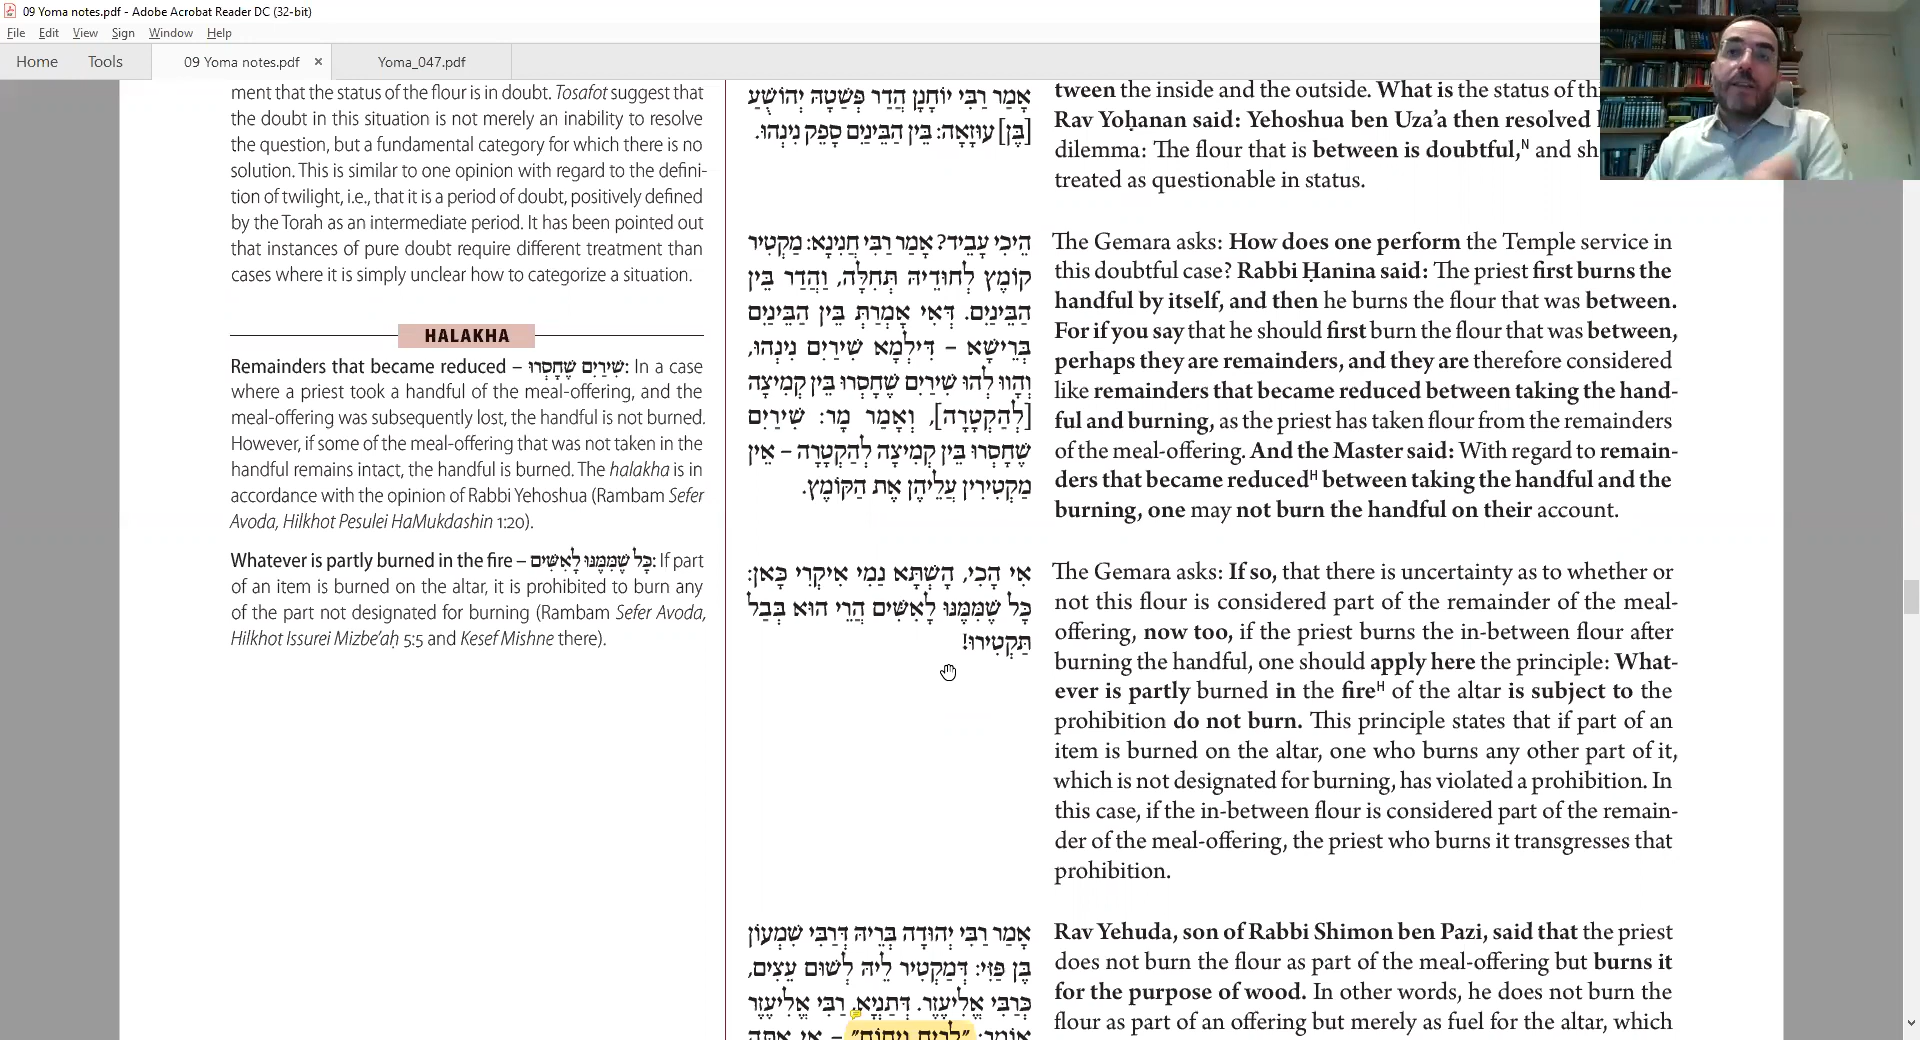 09 Yoma notes.pdf - Adobe Acrobat Reader DC (32-bit)
File Edit View Sign Window Help
Home Tools 09 Yoma notes.pdf × Yoma_047.pdf
ment that the status of the flour is in doubt. Tosafot suggest that
the doubt in this situation is not merely an inability to resolve
the question, but a fundamental category for which there is no
solution. This is similar to one opinion with regard to the defini-
tion of twilight, i.e., that it is a period of doubt, positively defined
by the Torah as an intermediate period. It has been pointed out
that instances of pure doubt require different treatment than
cases where it is simply unclear how to categorize a situation.
HALAKHA
Remainders that became reduced – שִׁירַיִם שֶׁחָסְרוּ: In a case
where a priest took a handful of the meal-offering, and the
meal-offering was subsequently lost, the handful is not burned.
However, if some of the meal-offering that was not taken in the
handful remains intact, the handful is burned. The halakha is in
accordance with the opinion of Rabbi Yehoshua (Rambam Sefer
Avoda, Hilkhot Pesulei HaMukdashin 1:20).
Whatever is partly burned in the fire – כׇּל שֶׁמִּמֶּנּוּ לָאִשִּׁים: If part
of an item is burned on the altar, it is prohibited to burn any
of the part not designated for burning (Rambam Sefer Avoda,
Hilkhot Issurei Mizbe'aḥ 5:5 and Kesef Mishne there).
אָמַר רַבִּי יוֹחָנָן הֲדַר פְּשַׁטָהּ יְהוֹשֻׁעַ
[בֶּן] עוּזָאָה: בֵּין הַבֵּינַיִם סָפֵק נִינְהוּ.
הֵיכִי עָבֵיד? אָמַר רַבִּי חֲנִינָא: מַקְטִיר
קוֹמֶץ לְחוּדֵיהּ תְּחִלָּה, וַהֲדַר בֵּין
הַבֵּינַיִם. דְּאִי אָמְרַתְּ בֵּין הַבֵּינַיִם
בְּרֵישָׁא – דִּילְמָא שִׁירַיִם נִינְהוּ,
וְהָווּ לְהוּ שִׁירַיִם שֶׁחָסְרוּ בֵּין קְמִיצָה
[לְהַקְטָרָה], וְאָמַר מָר: שִׁירַיִם
שֶׁחָסְרוּ בֵּין קְמִיצָה לְהַקְטָרָה – אֵין
מַקְטִירִין עֲלֵיהֶן אֶת הַקּוֹמֶץ.
אִי הָכִי, הָשְׁתָּא נַמִי אִיקְּרִי כָּאן:
כׇּל שֶׁמִּמֶּנּוּ לָאִשִּׁים הֲרֵי הוּא בְּבַל
תַּקְטִירוּ!
אָמַר רַבִּי יְהוּדָה בְּרֵיהּ דְּרַבִּי שִׁמְעוֹן
בֶּן פַּזִּי: דְּמַקְטִיר לֵיהּ לְשׁוּם עֵצִים,
כְּרַבִּי אֱלִיעֶזֶר. דְּתַנְיָא, רַבִּי אֱלִיעֶזֶר
אוֹמֵר: "לְרֵיחַ נִיחוֹחַ" – אִי אַתָּה
tween the inside and the outside. What is the status of
Rav Yoḥanan said: Yehoshua ben Uza'a then resolved
dilemma: The flour that is between is doubtful,ᴺ and
treated as questionable in status.
The Gemara asks: How does one perform the Temple service in
this doubtful case? Rabbi Ḥanina said: The priest first burns the
handful by itself, and then he burns the flour that was between.
For if you say that he should first burn the flour that was between,
perhaps they are remainders, and they are therefore considered
like remainders that became reduced between taking the hand-
ful and burning, as the priest has taken flour from the remainders
of the meal-offering. And the Master said: With regard to remain-
ders that became reducedᴴ between taking the handful and the
burning, one may not burn the handful on their account.
The Gemara asks: If so, that there is uncertainty as to whether or
not this flour is considered part of the remainder of the meal-
offering, now too, if the priest burns the in-between flour after
burning the handful, one should apply here the principle: What-
ever is partly burned in the fireᴴ of the altar is subject to the
prohibition do not burn. This principle states that if part of an
item is burned on the altar, one who burns any other part of it,
which is not designated for burning, has violated a prohibition. In
this case, if the in-between flour is considered part of the remain-
der of the meal-offering, the priest who burns it transgresses that
prohibition.
Rav Yehuda, son of Rabbi Shimon ben Pazi, said that the priest
does not burn the flour as part of the meal-offering but burns it
for the purpose of wood. In other words, he does not burn the
flour as part of an offering but merely as fuel for the altar, which